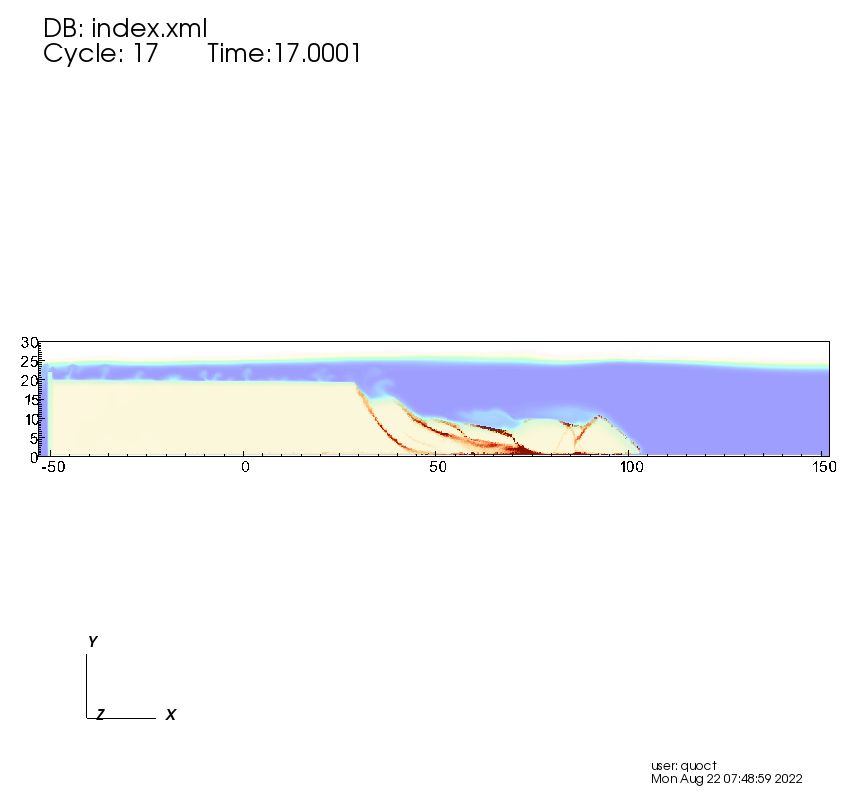 DB: index.xml
Cycle: 17 Time:17.0001
30
25
20
15
10
5
0
-50 0 50 100 150
Y
Z X
user: quoct
Mon Aug 22 07:48:59 2022